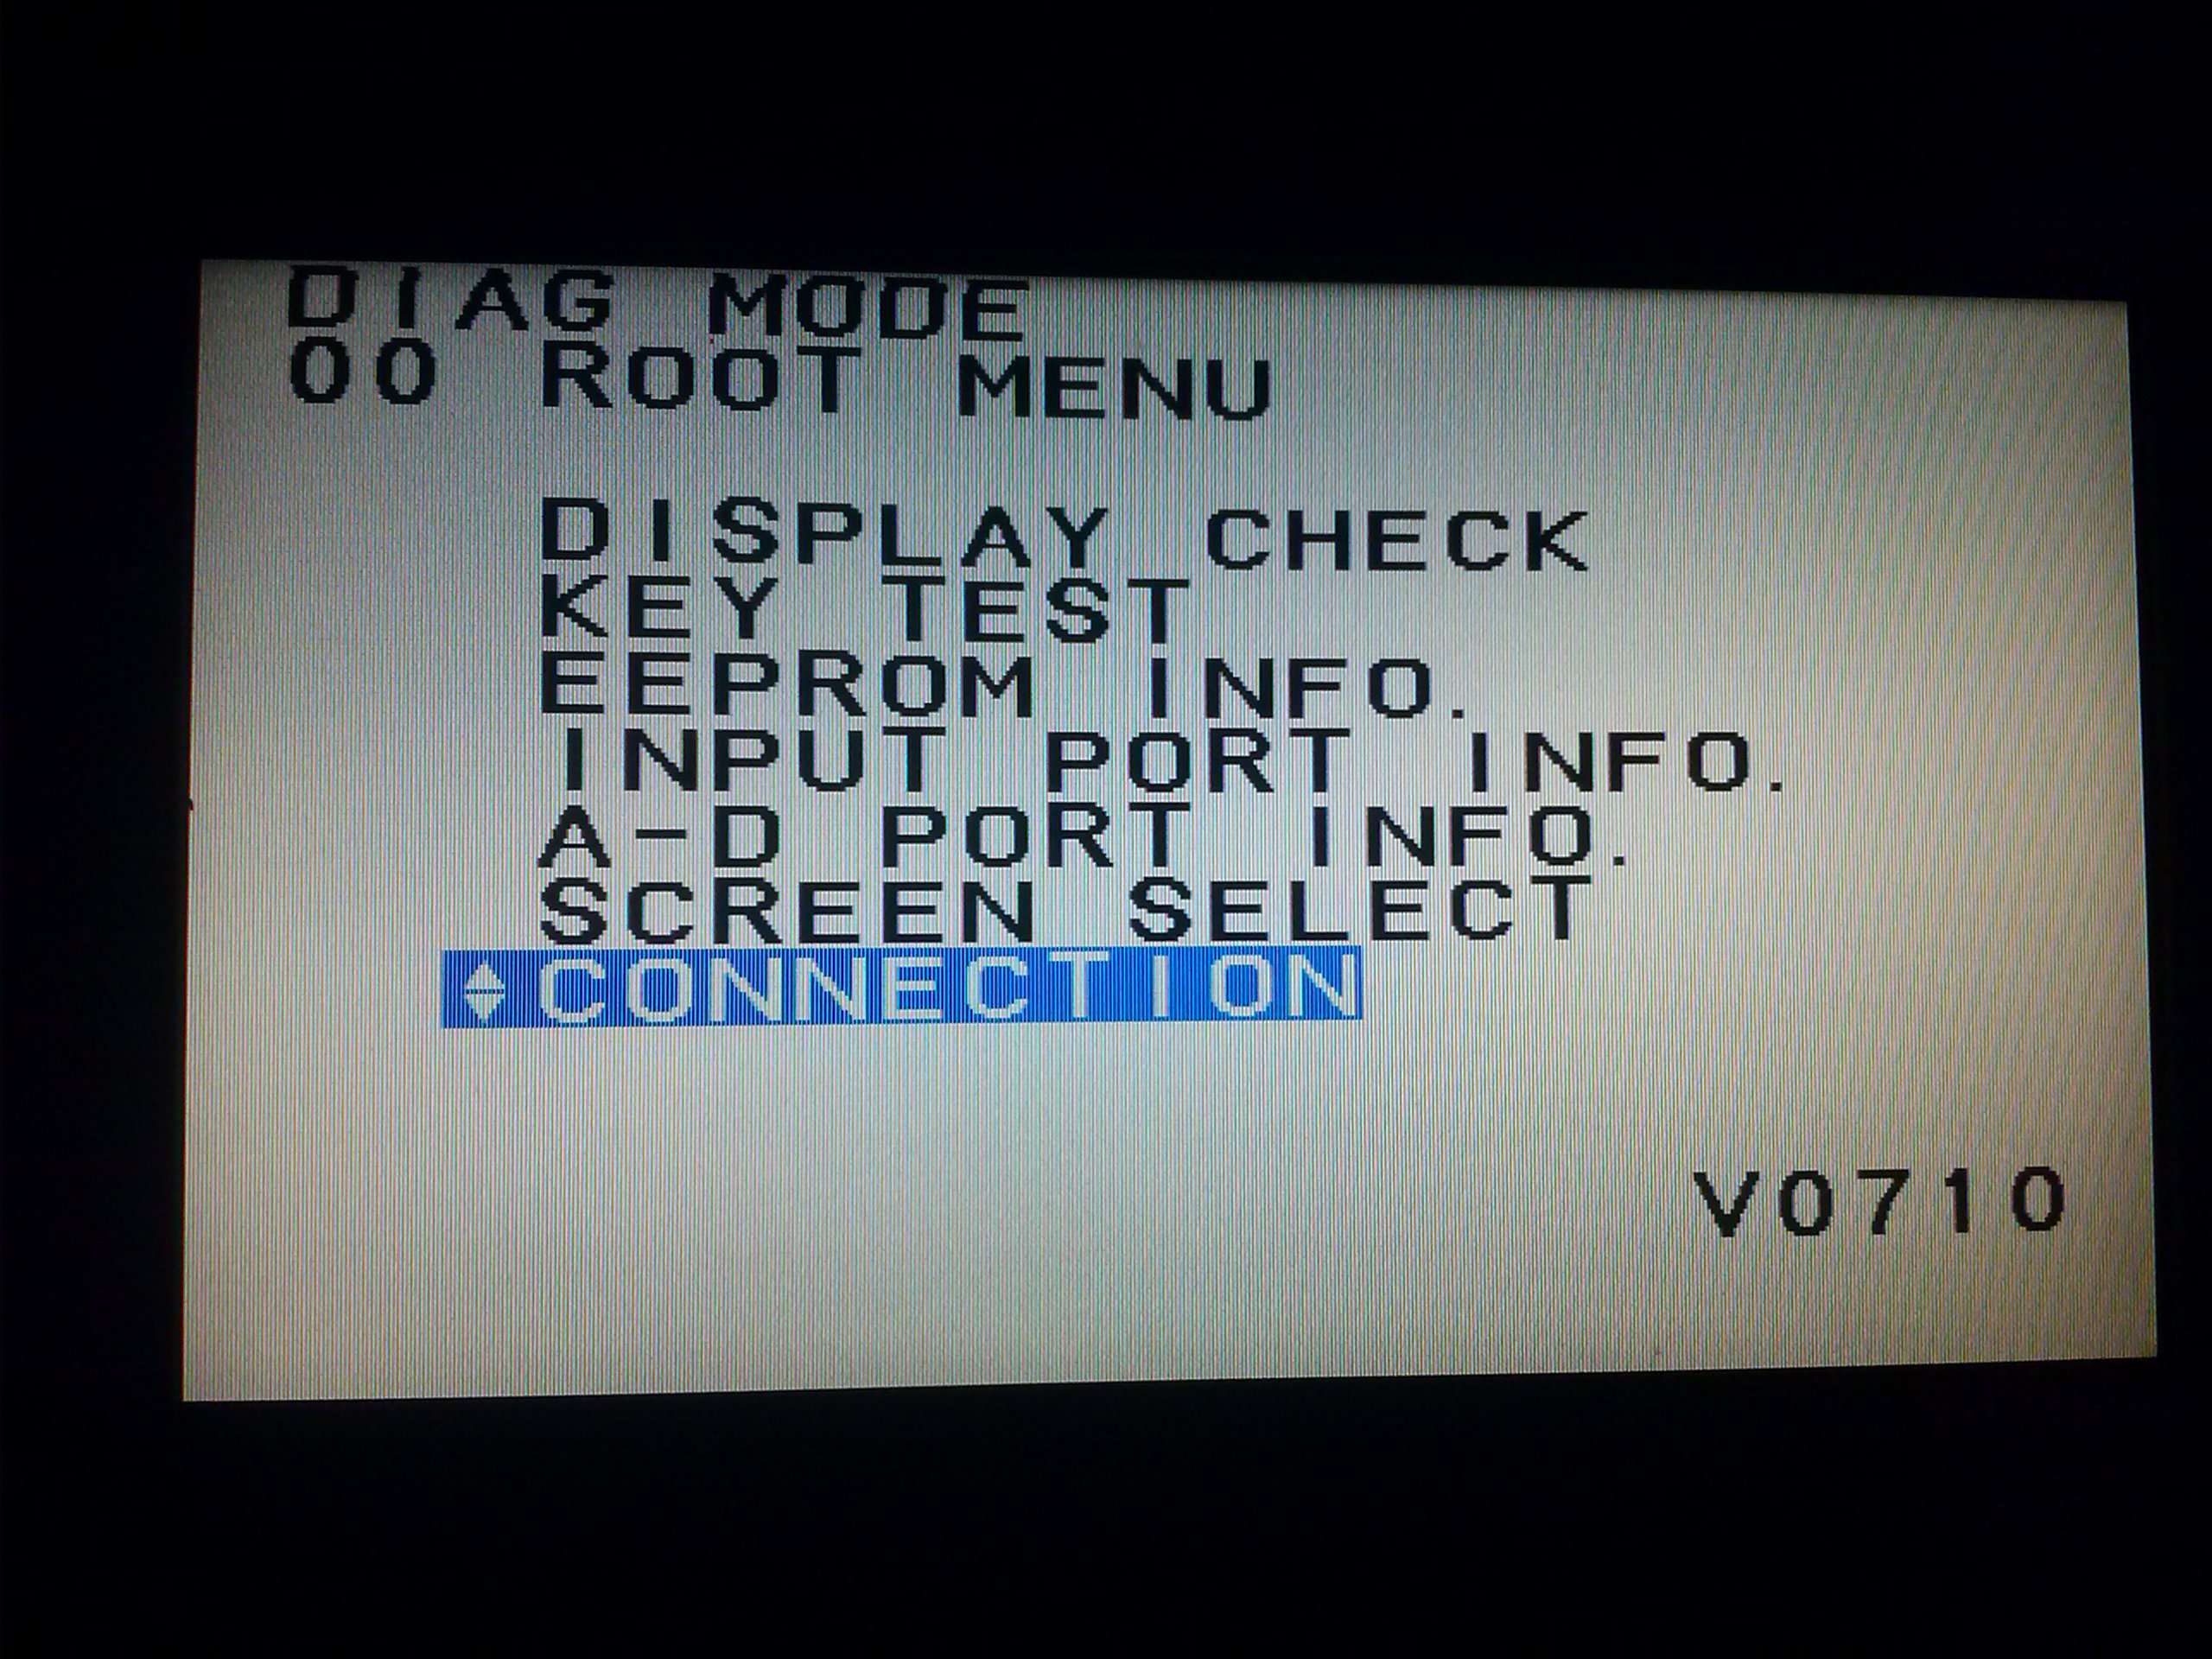 DIAG MODE
00 ROOT MENU
DISPLAY CHECK
KEY TEST
EEPROM INFO.
INPUT PORT INFO.
A-D PORT INFO.
SCREEN SELECT
CONNECTION
V0710